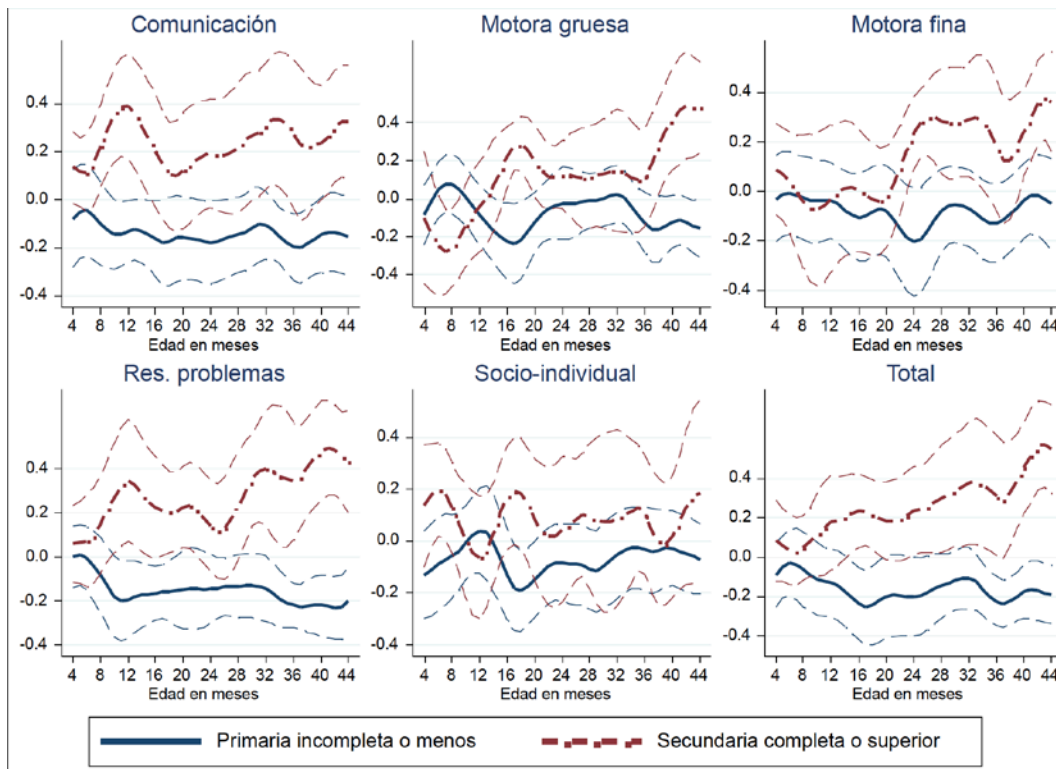 Comunicación
Motora gruesa
Motora fina
0.4
0.2
0.0
-0.2
-0.4
4 8 12 16 20 24 28 32 36 40 44
Edad en meses
0.4
0.2
0.0
-0.2
-0.4
4 8 12 16 20 24 28 32 36 40 44
Edad en meses
0.4
0.2
0.0
-0.2
-0.4
4 8 12 16 20 24 28 32 36 40 44
Edad en meses
Res. problemas
Socio-individual
Total
0.4
0.2
0.0
-0.2
-0.4
4 8 12 16 20 24 28 32 36 40 44
Edad en meses
0.4
0.2
0.0
-0.2
-0.4
4 8 12 16 20 24 28 32 36 40 44
Edad en meses
0.4
0.2
0.0
-0.2
-0.4
4 8 12 16 20 24 28 32 36 40 44
Edad en meses
Primaria incompleta o menos
Secundaria completa o superior